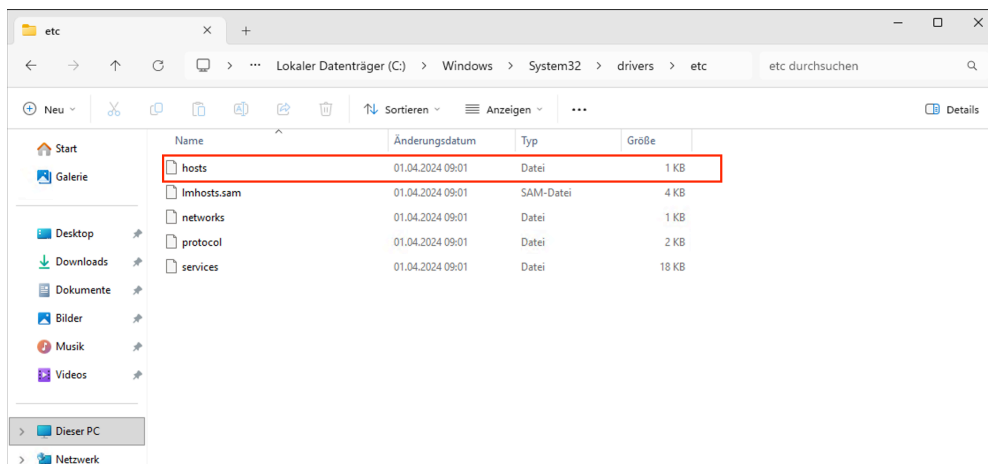 etc
Lokaler Datenträger (C:) > Windows > System32 > drivers > etc
etc durchsuchen
Neu
Sortieren
Anzeigen
Details
Name Änderungsdatum Typ Größe
hosts 01.04.2024 09:01 Datei 1 KB
lmhosts.sam 01.04.2024 09:01 SAM-Datei 4 KB
networks 01.04.2024 09:01 Datei 1 KB
protocol 01.04.2024 09:01 Datei 2 KB
services 01.04.2024 09:01 Datei 18 KB
Start
Galerie
Desktop
Downloads
Dokumente
Bilder
Musik
Videos
Dieser PC
Netzwerk